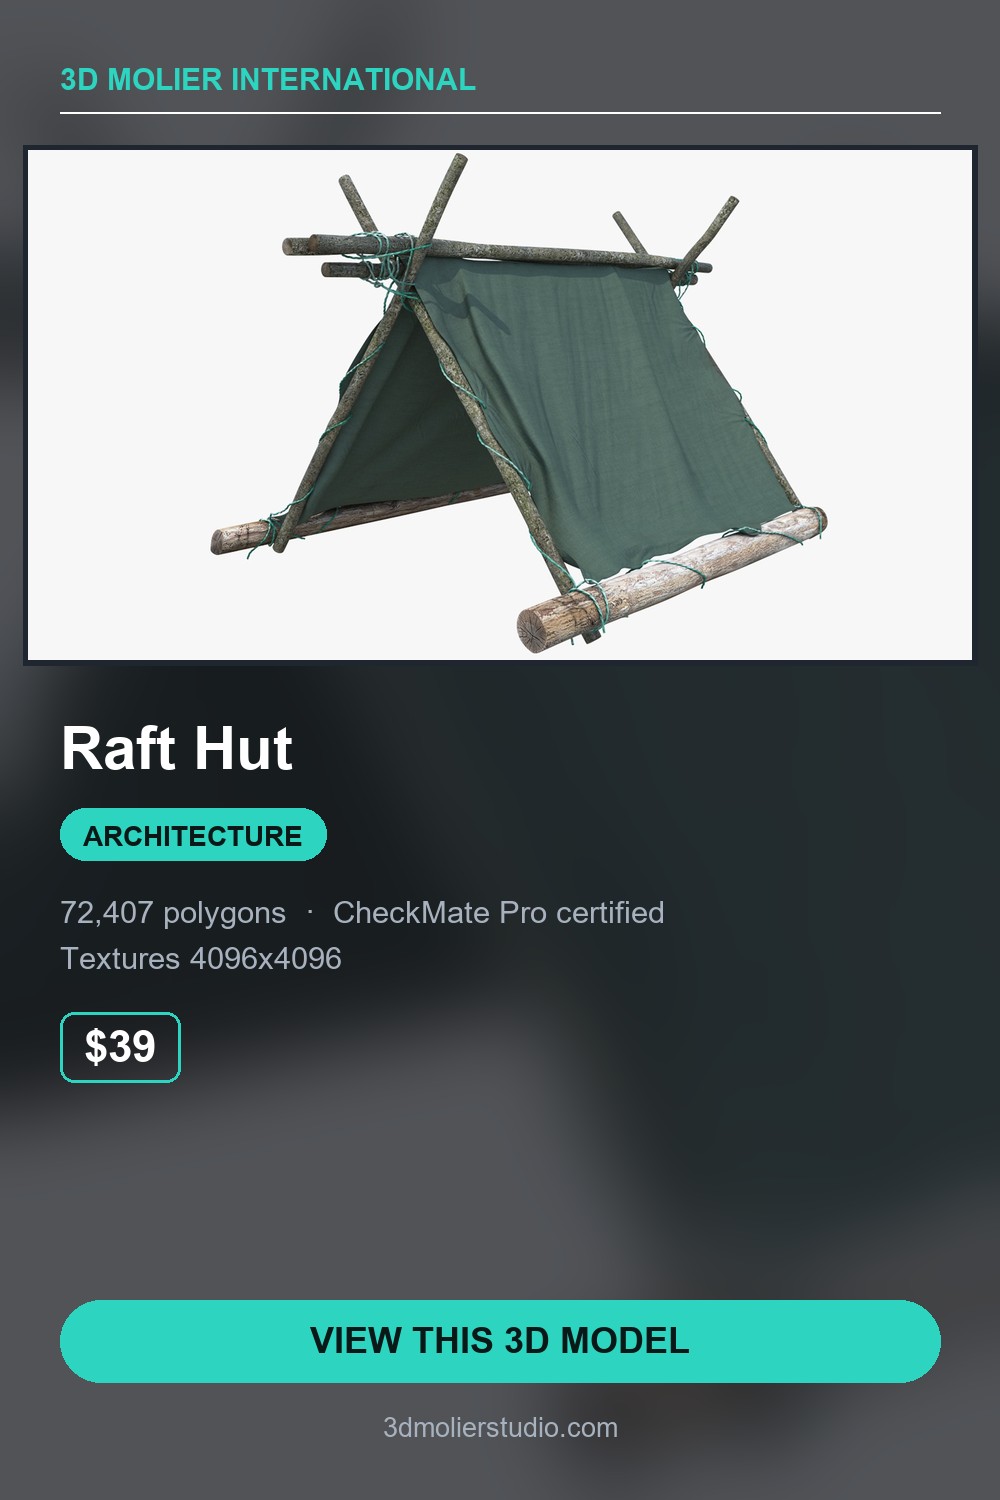 3D MOLIER INTERNATIONAL
Raft Hut
ARCHITECTURE
72,407 polygons · CheckMate Pro certified
Textures 4096x4096
$39
VIEW THIS 3D MODEL
3dmolierstudio.com